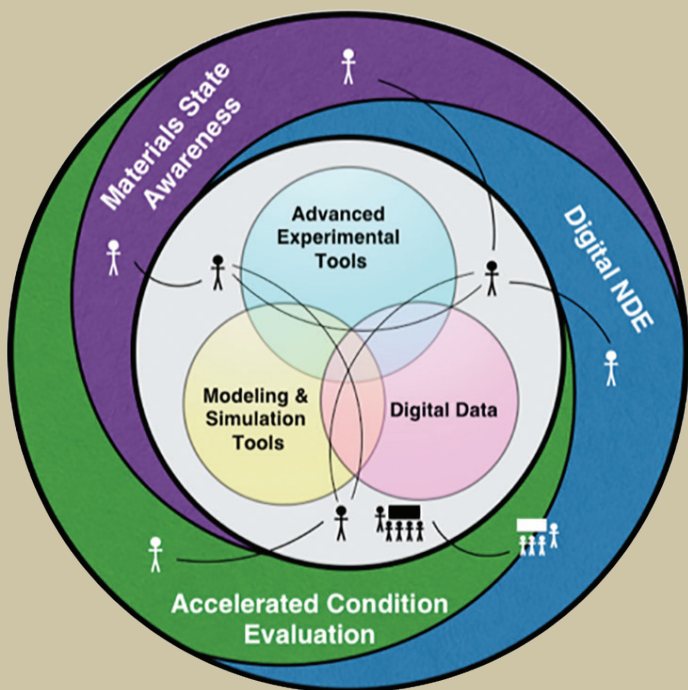 Materials State
Awareness
Advanced
Experimental
Tools
Digital NDE
Modeling &
Simulation
Tools
Digital Data
Accelerated Condition
Evaluation